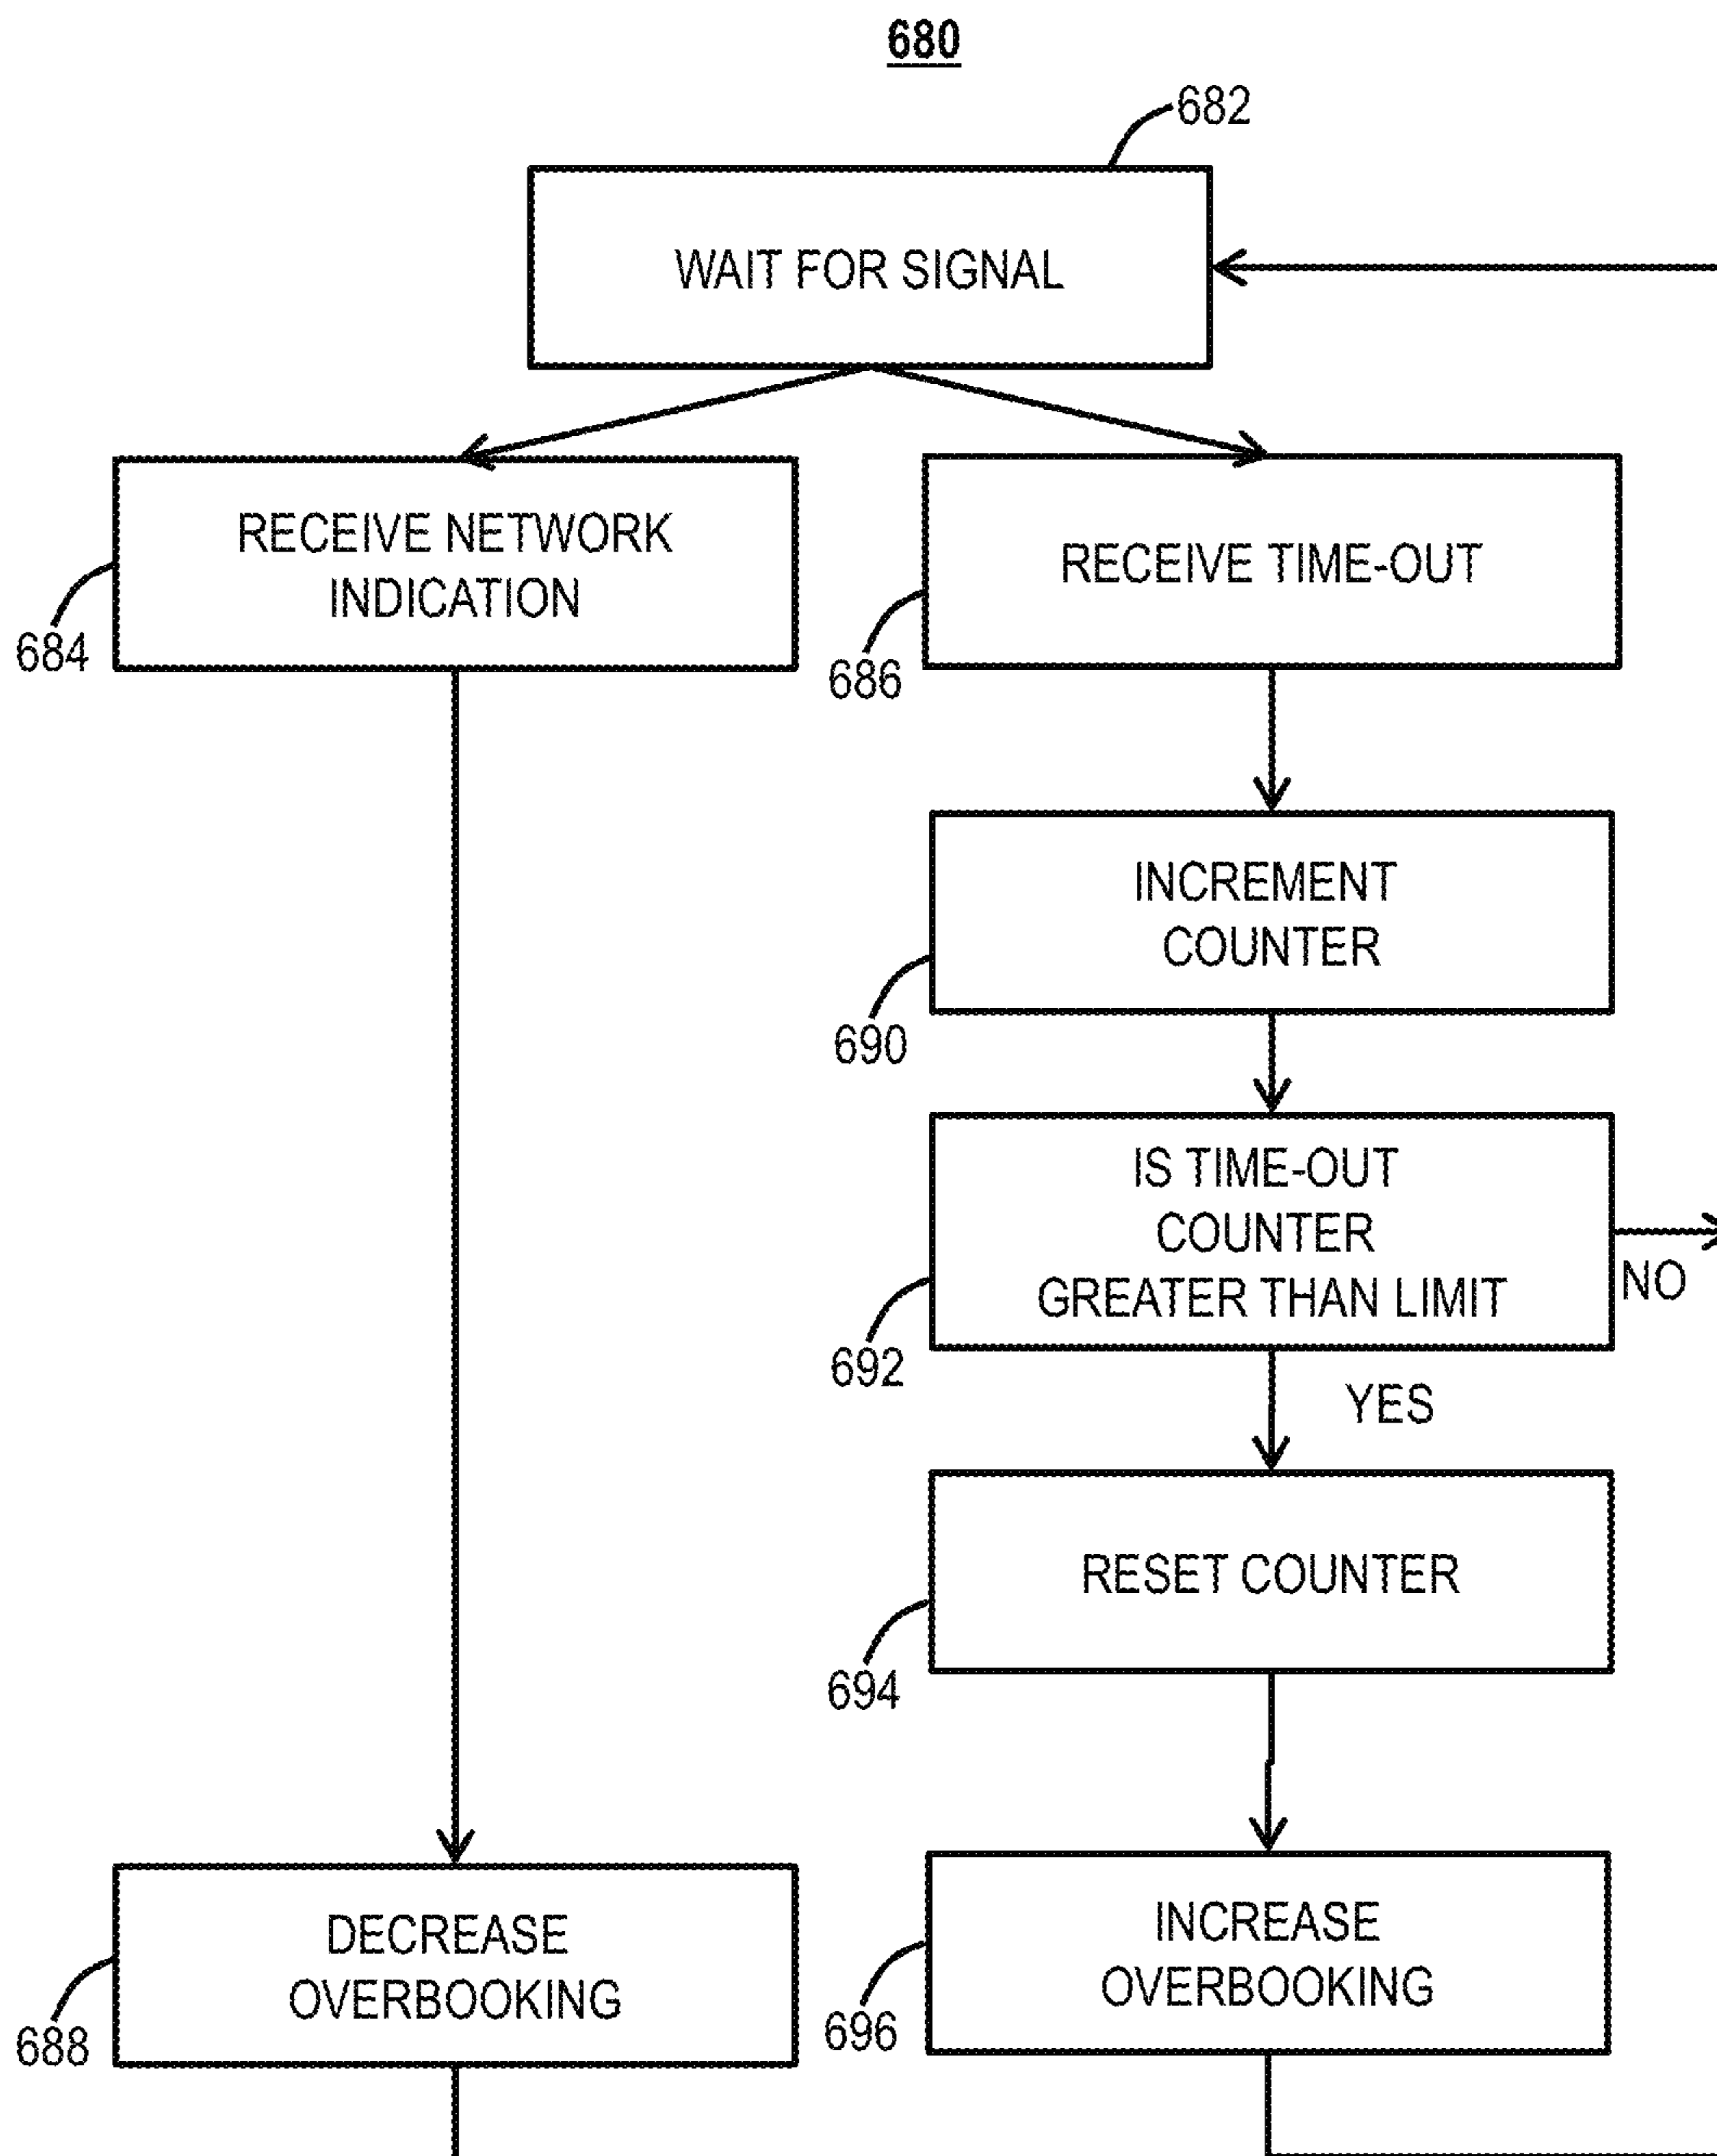 680
682
WAIT FOR SIGNAL
RECEIVE NETWORK
INDICATION
684
RECEIVE TIME-OUT
686
INCREMENT
COUNTER
690
IS TIME-OUT
COUNTER
GREATER THAN LIMIT
NO
692
YES
RESET COUNTER
694
DECREASE
OVERBOOKING
688
INCREASE
OVERBOOKING
696